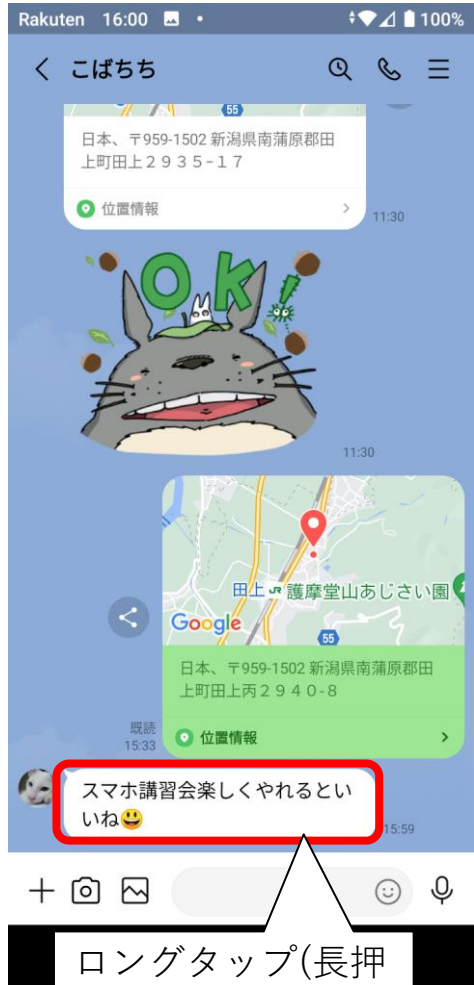 Rakuten 16:00 100%
こばちち
55
日本、〒959-1502 新潟県南蒲原郡田
上町田上２９３５−１７
位置情報
11:30
OK!
11:30
田上 JR 護摩堂山あじさい園
Google
55
日本、〒959-1502 新潟県南蒲原郡田
上町田上丙２９４０-８
既読
15:33
位置情報
スマホ講習会楽しくやれるとい
いね😃
15:59
ロングタップ(長押